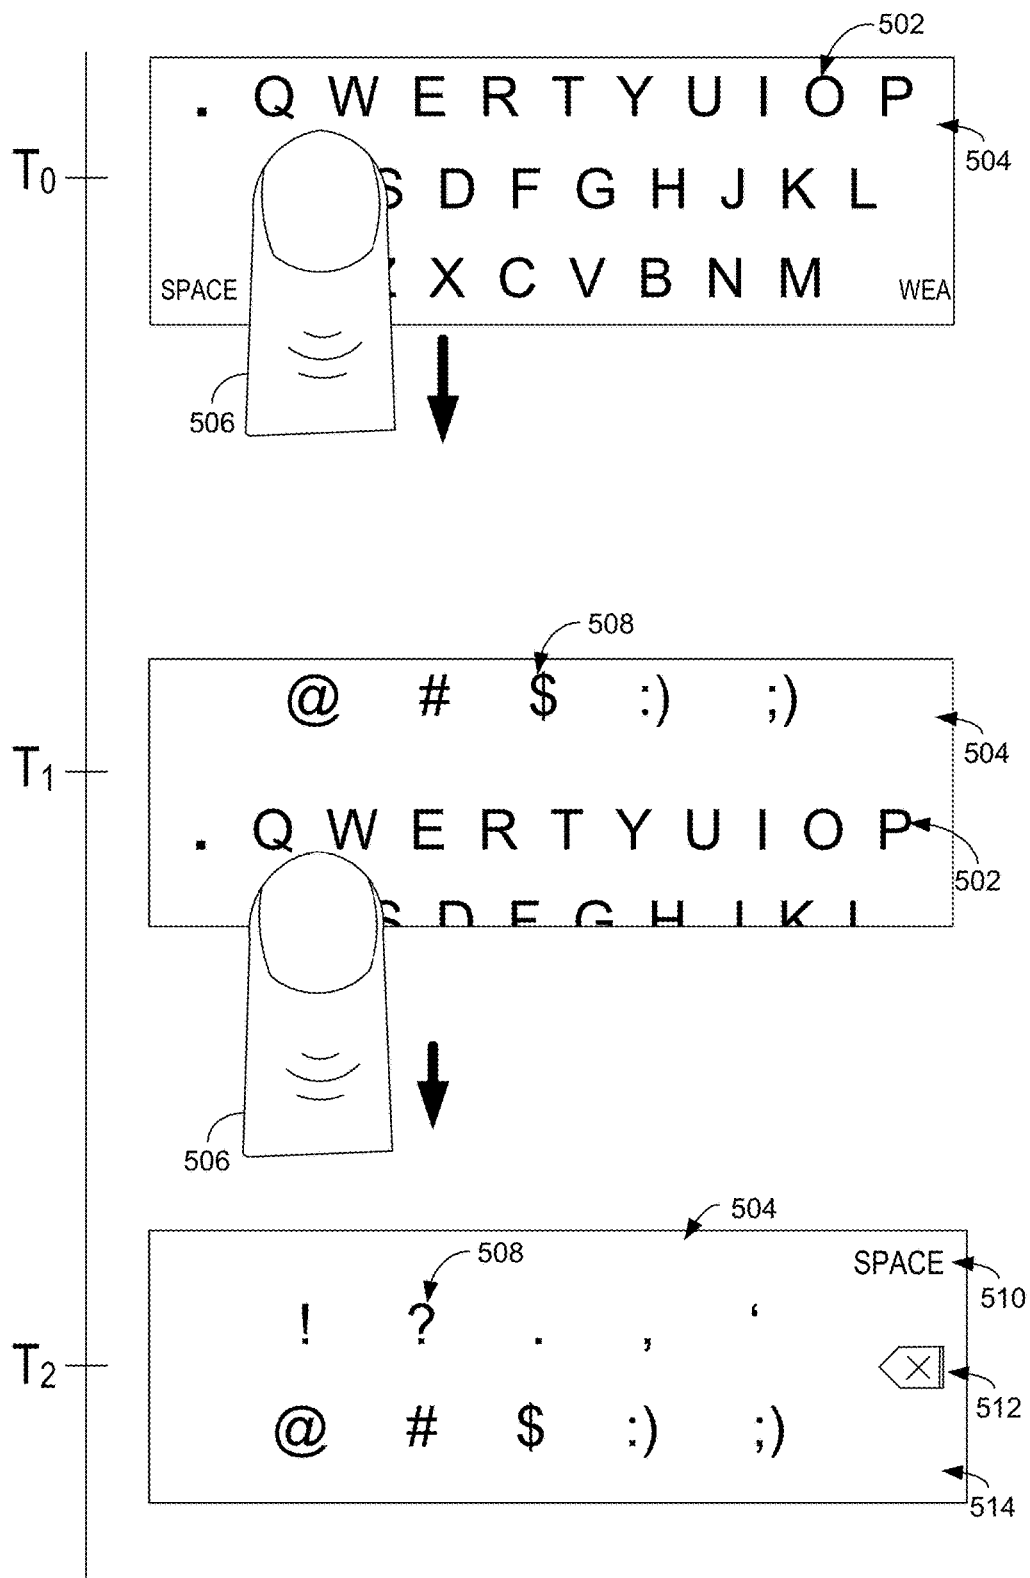 502
. Q W E R T Y U I O P
504
T0
S D F G H J K L
X C V B N M
SPACE
WEA
506
508
@ # $ :) ;)
504
T1
. Q W E R T Y U I O P
502
S D F G H J K L
506
504
508
SPACE
510
! ? . , ‘
T2
512
@ # $ :) ;)
514